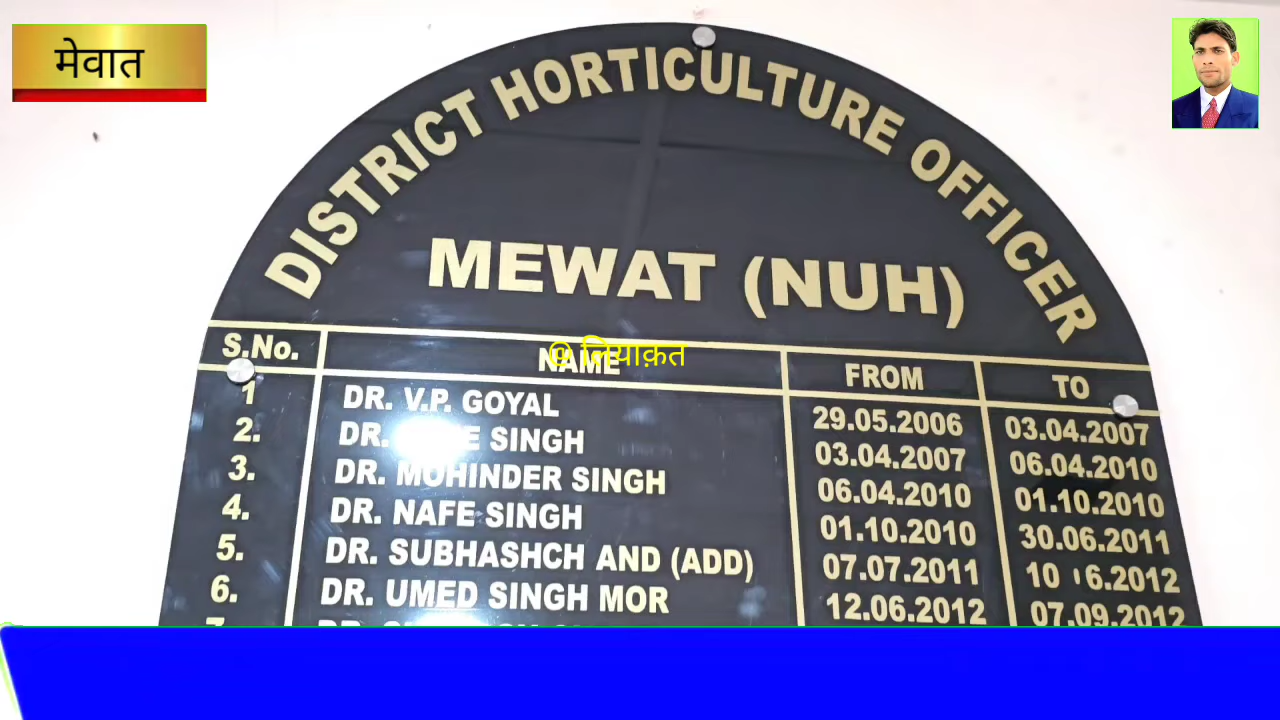 मेवात
DISTRICT HORTICULTURE OFFICER
MEWAT (NUH)
S.No. NAME FROM TO
@ लियाक़त
1 DR. V.P. GOYAL 29.05.2006 03.04.2007
2. DR. SINGH 03.04.2007 06.04.2010
3. DR. MOHINDER SINGH 06.04.2010 01.10.2010
4. DR. NAFE SINGH 01.10.2010 30.06.2011
5. DR. SUBHASHCH AND (ADD) 07.07.2011
6. DR. UMED SINGH MOR 12.06.2012 07.09.2012